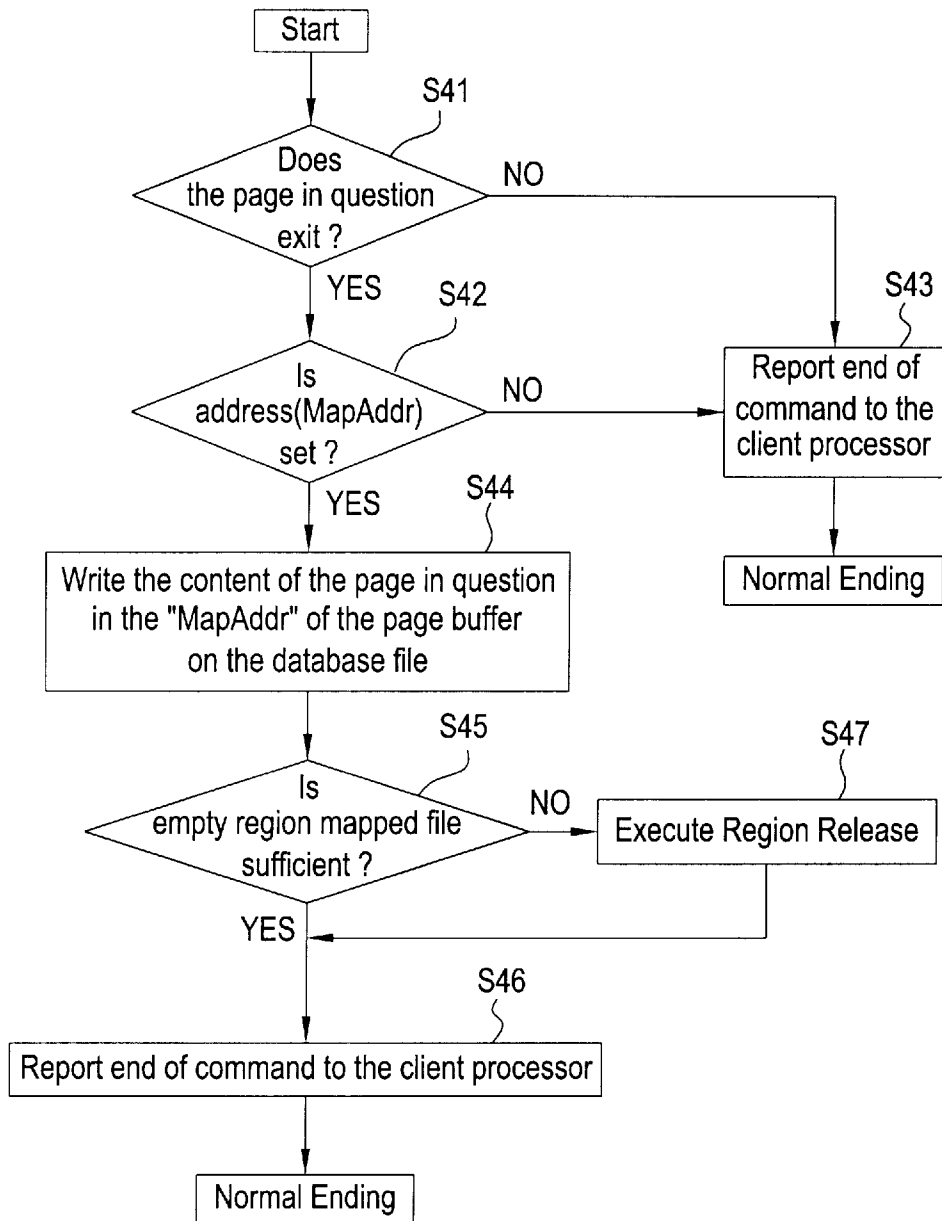 Start
S41
Does
the page in question
exit ?
NO
YES
S42
Is
address(MapAddr)
set ?
NO
S43
Report end of
command to the
client processor
YES
Normal Ending
S44
Write the content of the page in question
in the "MapAddr" of the page buffer
on the database file
S45
Is
empty region mapped file
sufficient ?
NO
S47
Execute Region Release
YES
S46
Report end of command to the client processor
Normal Ending